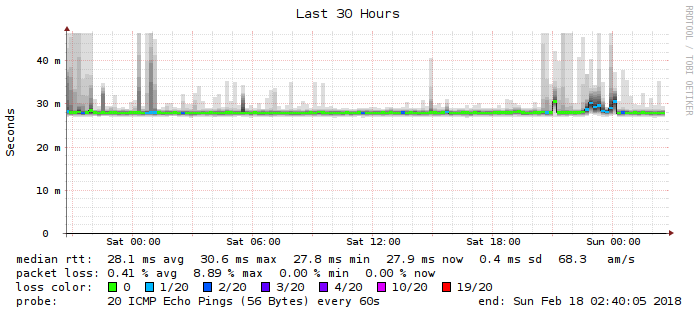 Last 30 Hours
RRDTOOL / TOBI OETIKER
Seconds
40 m
30 m
20 m
10 m
0
Sat 00:00 Sat 06:00 Sat 12:00 Sat 18:00 Sun 00:00
median rtt: 28.1 ms avg 30.6 ms max 27.8 ms min 27.9 ms now 0.4 ms sd 68.3 am/s
packet loss: 0.41 % avg 8.89 % max 0.00 % min 0.00 % now
loss color: 0 1/20 2/20 3/20 4/20 10/20 19/20
probe: 20 ICMP Echo Pings (56 Bytes) every 60s end: Sun Feb 18 02:40:05 2018